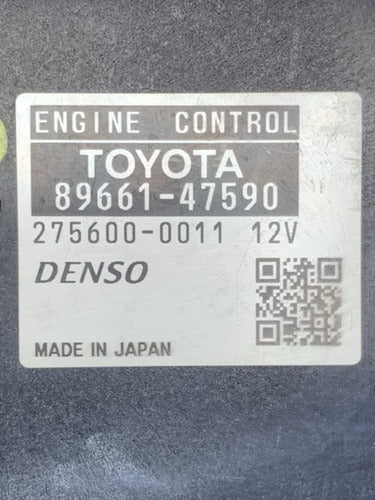 ENGINE CONTROL
TOYOTA
89661-47590
275600-0011 12V
DENSO
MADE IN JAPAN